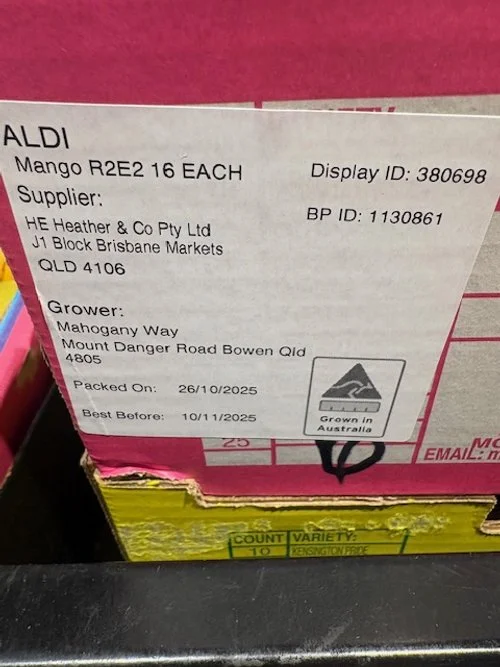 ALDI
Mango R2E2 16 EACH
Display ID: 380698
Supplier:
BP ID: 1130861
HE Heather & Co Pty Ltd
J1 Block Brisbane Markets
QLD 4106
Grower:
Mahogany Way
Mount Danger Road Bowen Qld
4805
Packed On: 26/10/2025
Best Before: 10/11/2025
Grown in
Australia
25
MO
EMAIL: m
COUNT VARIETY:
10 KENSINGTON PRIDE